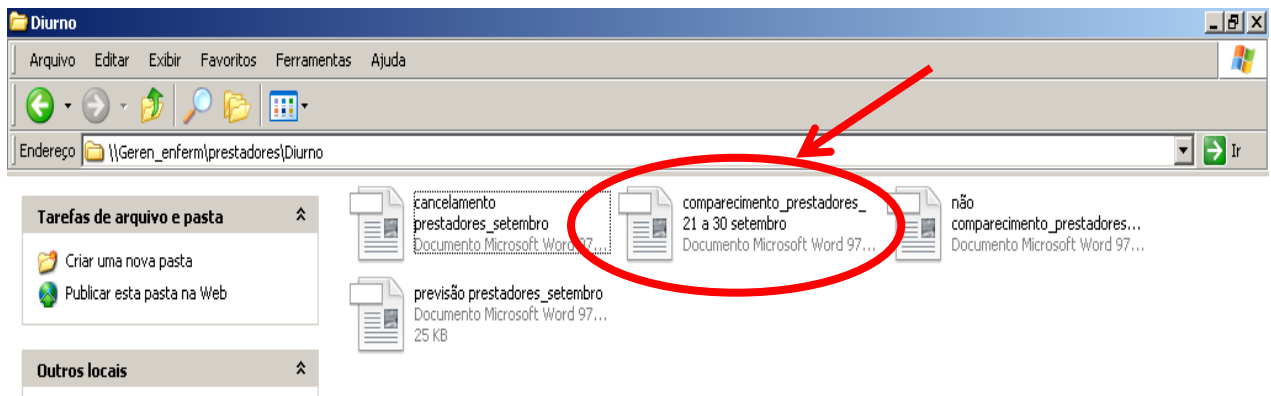 Diurno
Arquivo Editar Exibir Favoritos Ferramentas Ajuda
Endereço \\Geren_enferm\prestadores\Diurno Ir
Tarefas de arquivo e pasta
Criar uma nova pasta
Publicar esta pasta na Web
Outros locais
cancelamento
prestadores_setembro
Documento Microsoft Word 97...
comparecimento_prestadores_
21 a 30 setembro
Documento Microsoft Word 97...
não
comparecimento_prestadores...
Documento Microsoft Word 97...
previsão prestadores_setembro
Documento Microsoft Word 97...
25 KB